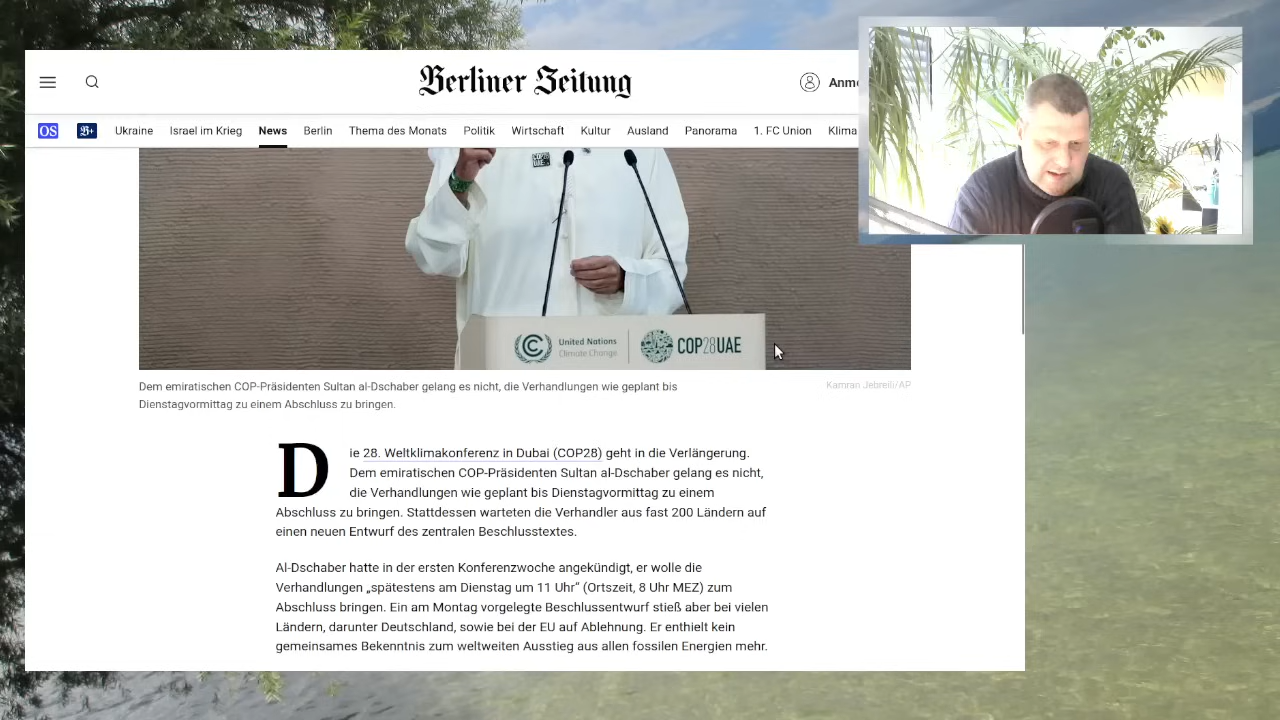 Berliner Zeitung
Anme
OS B+ Ukraine Israel im Krieg News Berlin Thema des Monats Politik Wirtschaft Kultur Ausland Panorama 1. FC Union Klima
COP28
UAE
United Nations
Climate Change
COP28UAE
Dem emiratischen COP-Präsidenten Sultan al-Dschaber gelang es nicht, die Verhandlungen wie geplant bis
Dienstagvormittag zu einem Abschluss zu bringen.
Kamran Jebreili/AP
Die 28. Weltklimakonferenz in Dubai (COP28) geht in die Verlängerung.
Dem emiratischen COP-Präsidenten Sultan al-Dschaber gelang es nicht,
die Verhandlungen wie geplant bis Dienstagvormittag zu einem
Abschluss zu bringen. Stattdessen warteten die Verhandler aus fast 200 Ländern auf
einen neuen Entwurf des zentralen Beschlusstextes.
Al-Dschaber hatte in der ersten Konferenzwoche angekündigt, er wolle die
Verhandlungen „spätestens am Dienstag um 11 Uhr“ (Ortszeit, 8 Uhr MEZ) zum
Abschluss bringen. Ein am Montag vorgelegte Beschlussentwurf stieß aber bei vielen
Ländern, darunter Deutschland, sowie bei der EU auf Ablehnung. Er enthielt kein
gemeinsames Bekenntnis zum weltweiten Ausstieg aus allen fossilen Energien mehr.